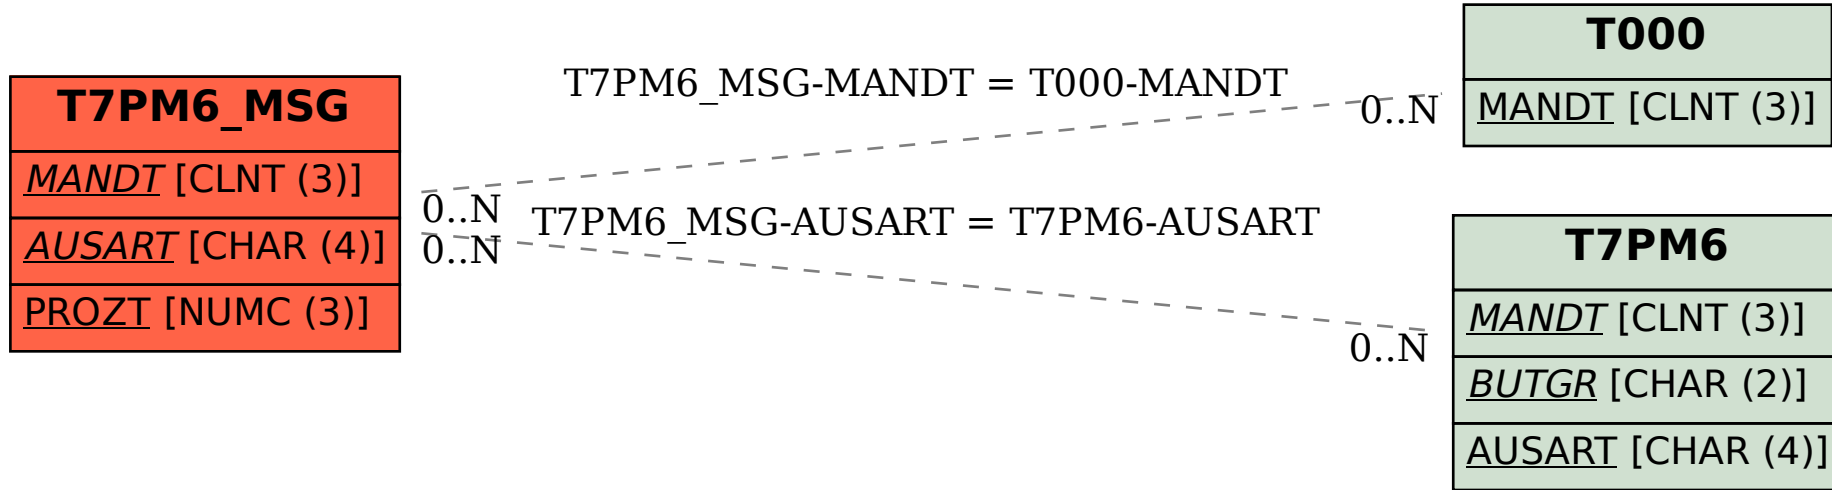 T7PM6_MSG
MANDT [CLNT (3)]
AUSART [CHAR (4)]
PROZT [NUMC (3)]
T7PM6_MSG-MANDT = T000-MANDT
0..N
0..N
T7PM6_MSG-AUSART = T7PM6-AUSART
0..N
0..N
T000
MANDT [CLNT (3)]
T7PM6
MANDT [CLNT (3)]
BUTGR [CHAR (2)]
AUSART [CHAR (4)]